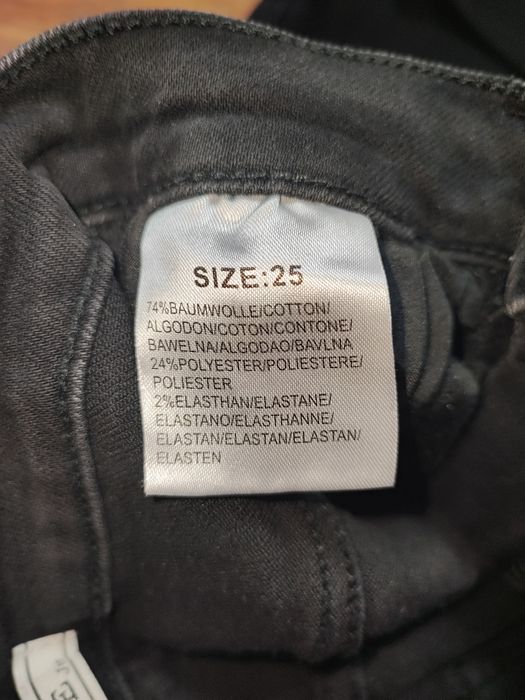 SIZE:25
74%BAUMWOLLE/COTTON/
ALGODON/COTON/CONTONE/
BAWELNA/ALGODAO/BAVLNA
24%POLYESTER/POLIESTERE/
POLIESTER
2%ELASTHAN/ELASTANE/
ELASTANO/ELASTHANNE/
ELASTAN/ELASTAN/ELASTAN/
ELASTEN